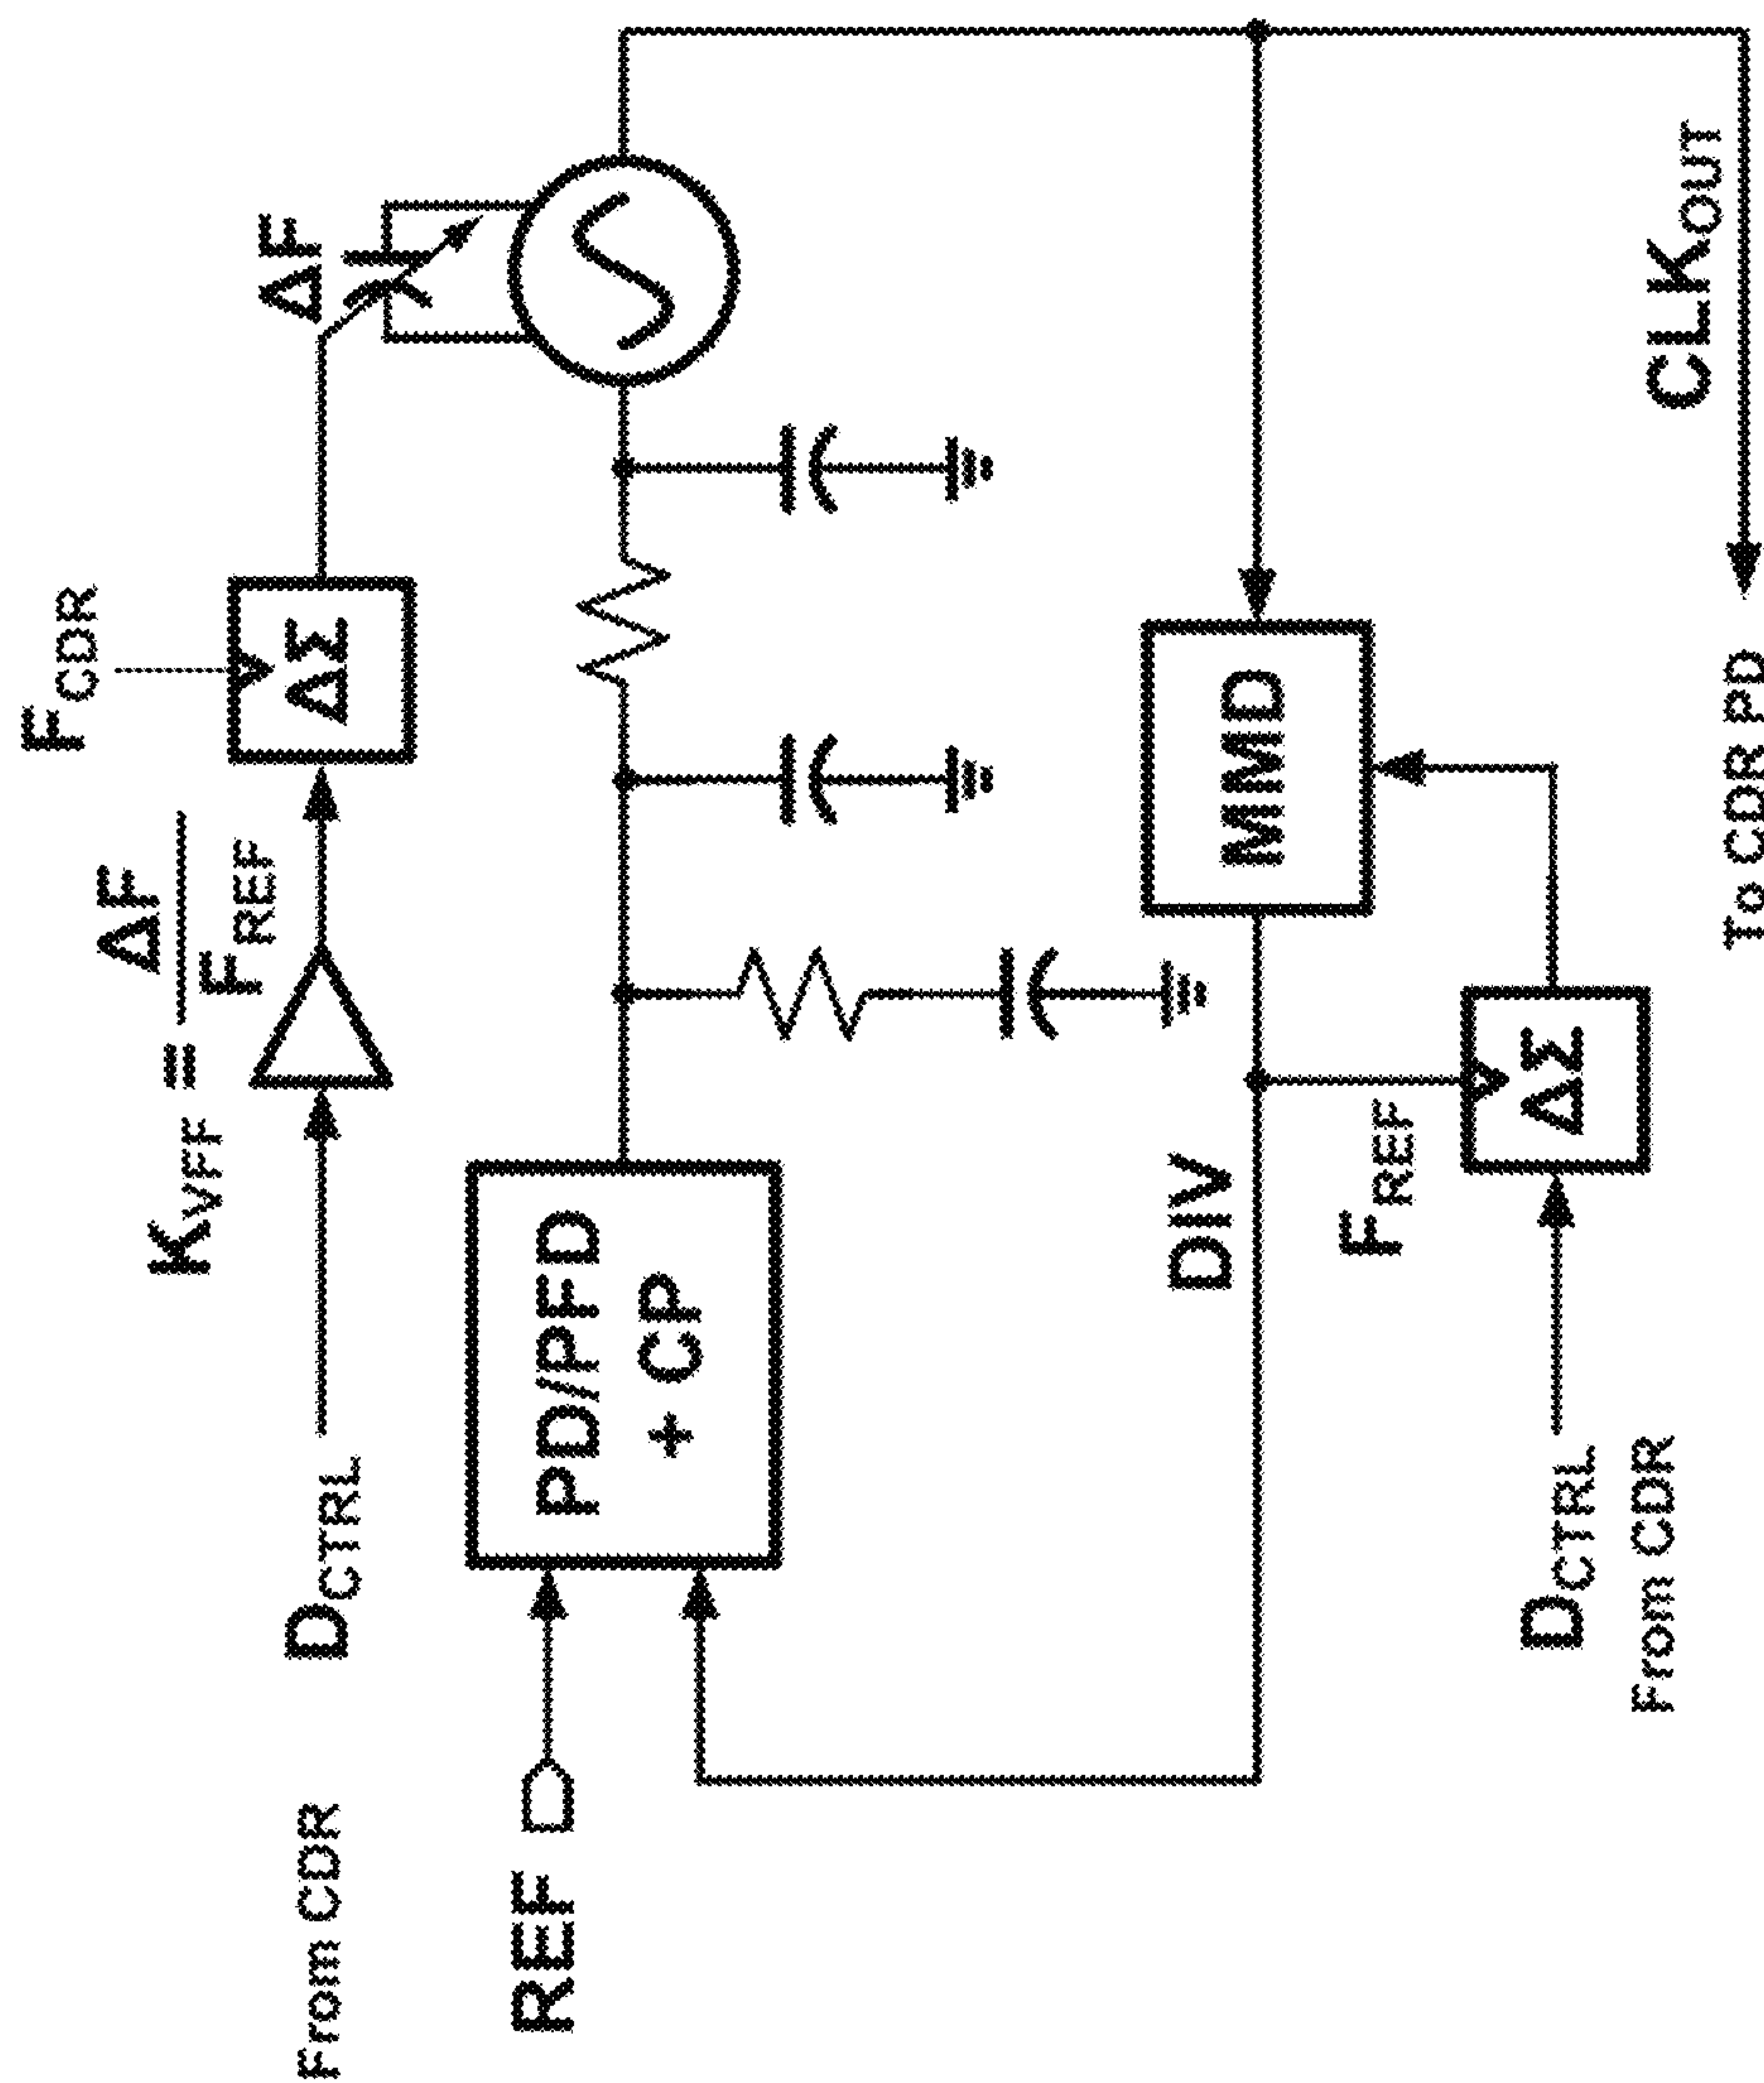 F_CDR
K_VFF = ΔF / F_REF
ΔF
From CDR D_CTRL
ΔΣ
REF
PD/PFD
+ CP
DIV
MMD
F_REF
ΔΣ
D_CTRL
From CDR
CLK_OUT
To CDR PD